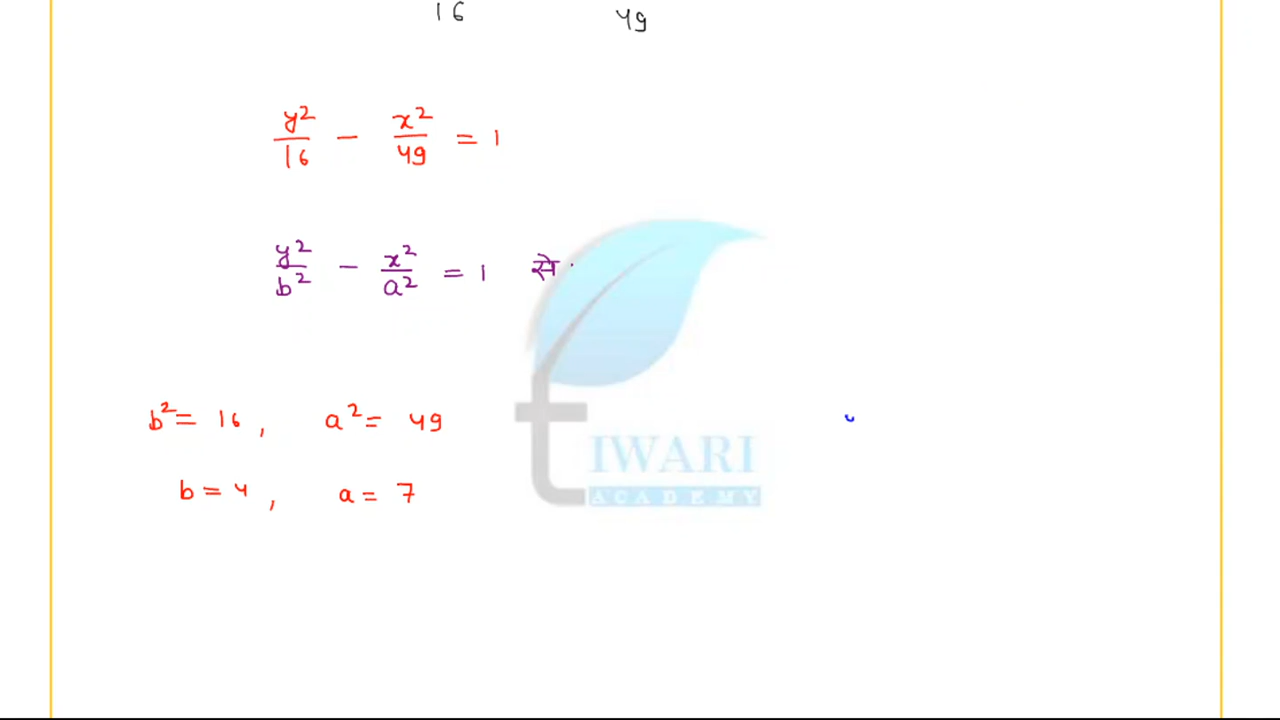 16 49
y²/16 - x²/49 = 1
y²/b² - x²/a² = 1 से
b² = 16, a² = 49
b = 4, a = 7
tIWARI
ACADEMY